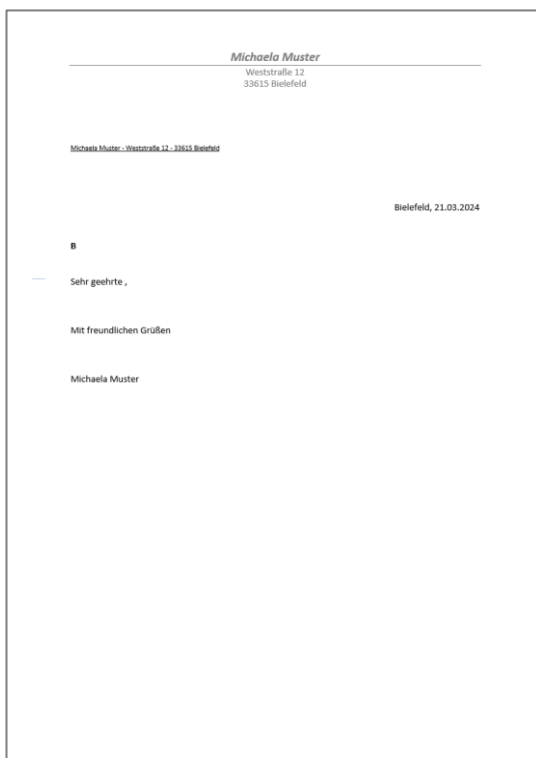 Michaela Muster
Weststraße 12
33615 Bielefeld
Michaela Muster - Weststraße 12 - 33615 Bielefeld
Bielefeld, 21.03.2024
B
Sehr geehrte ,
Mit freundlichen Grüßen
Michaela Muster